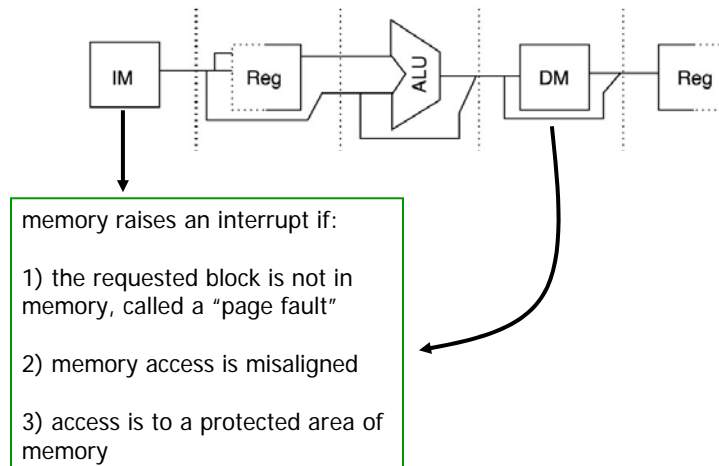 IM
Reg
ALU
DM
Reg
memory raises an interrupt if:
1) the requested block is not in
memory, called a “page fault”
2) memory access is misaligned
3) access is to a protected area of
memory